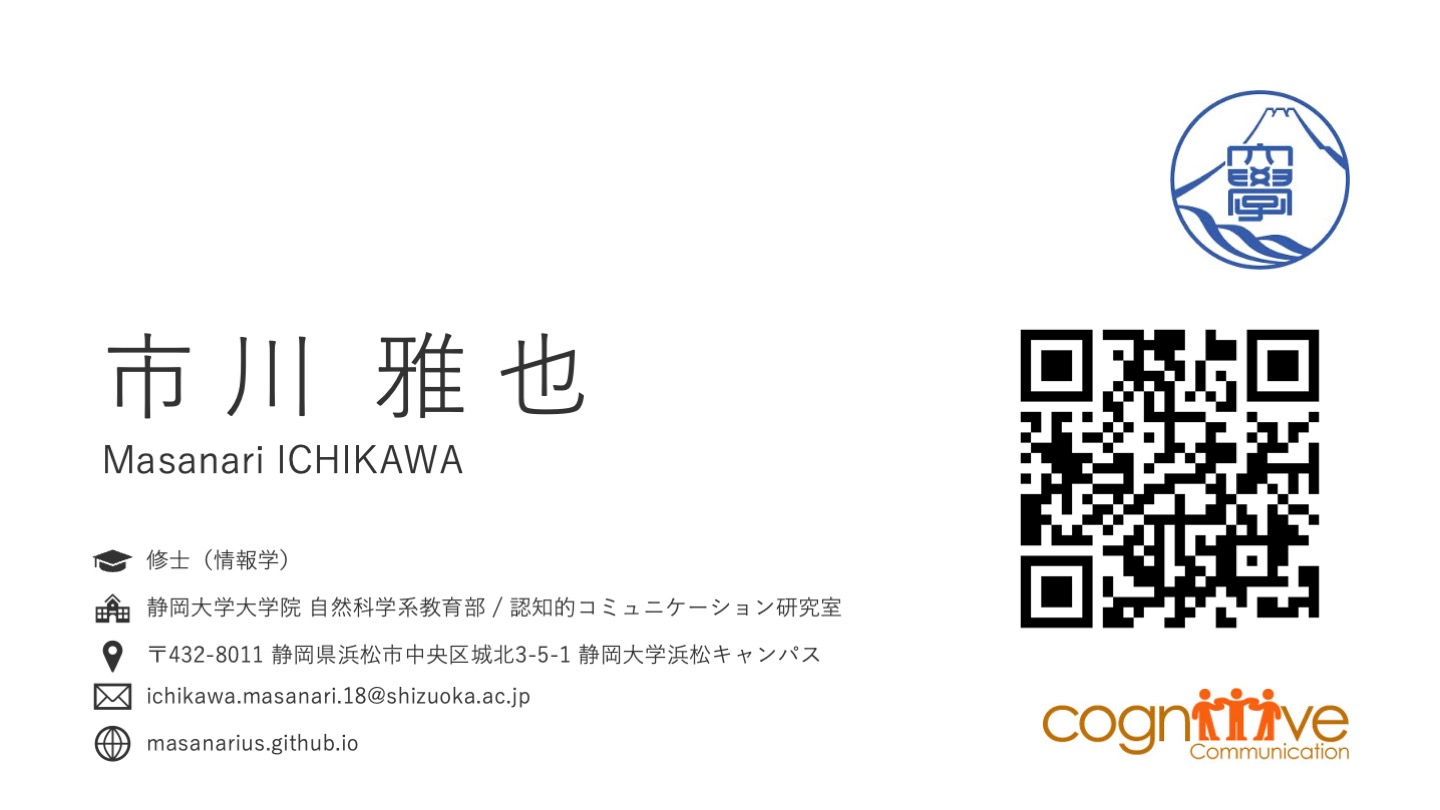 學
市川 雅也
Masanari ICHIKAWA
修士（情報学）
静岡大学大学院 自然科学系教育部 / 認知的コミュニケーション研究室
〒432-8011 静岡県浜松市中央区城北3-5-1 静岡大学浜松キャンパス
ichikawa.masanari.18@shizuoka.ac.jp
masanarius.github.io
cognitive
Communication